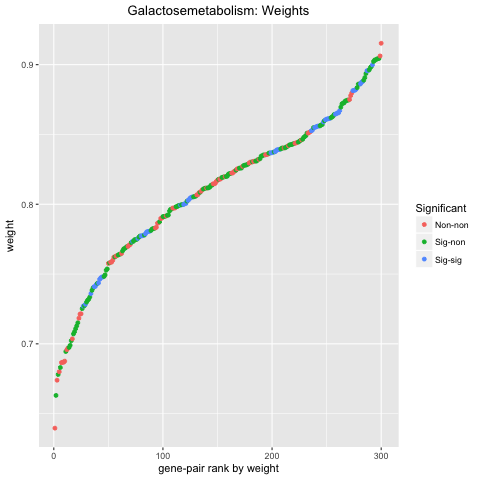 Galactosemetabolism: Weights
weight
0.9
0.8
0.7
0
100
200
300
gene-pair rank by weight
Significant
Non-non
Sig-non
Sig-sig